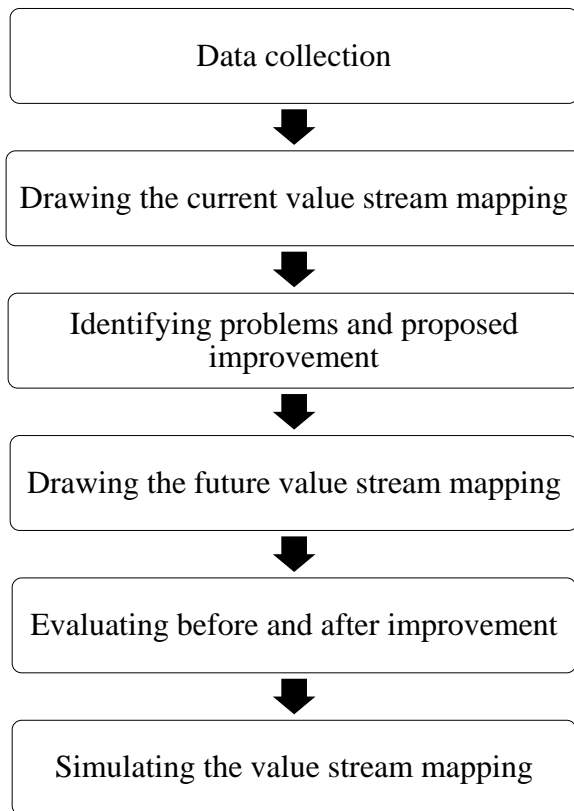 Data collection
Drawing the current value stream mapping
Identifying problems and proposed
improvement
Drawing the future value stream mapping
Evaluating before and after improvement
Simulating the value stream mapping